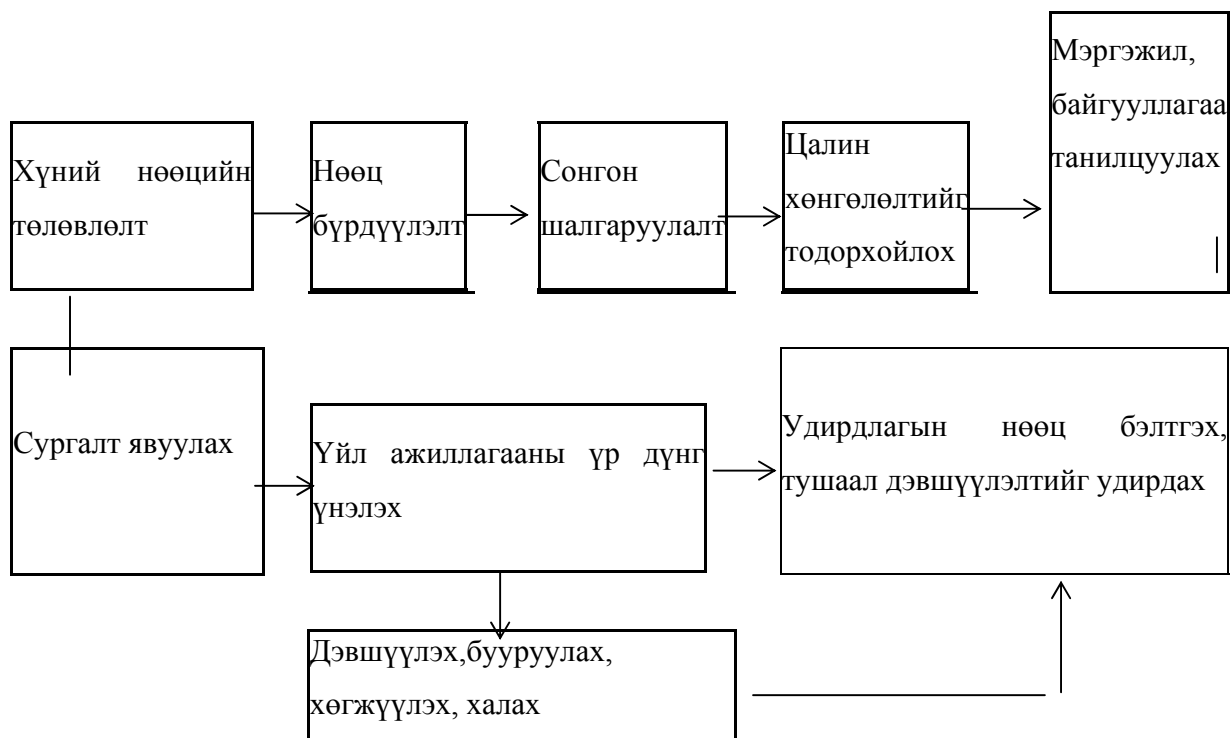 Хүний нөөцийн
төлөвлөлт
Нөөц
бүрдүүлэлт
Сонгон
шалгаруулалт
Цалин
хөнгөлөлтийг
тодорхойлох
Мэргэжил,
байгууллагаа
танилцуулах
Сургалт явуулах
Үйл ажиллагааны үр дүнг
үнэлэх
Удирдлагын нөөц бэлтгэх,
тушаал дэвшүүлэлтийг удирдах
Дэвшүүлэх,бууруулах,
хөгжүүлэх, халах